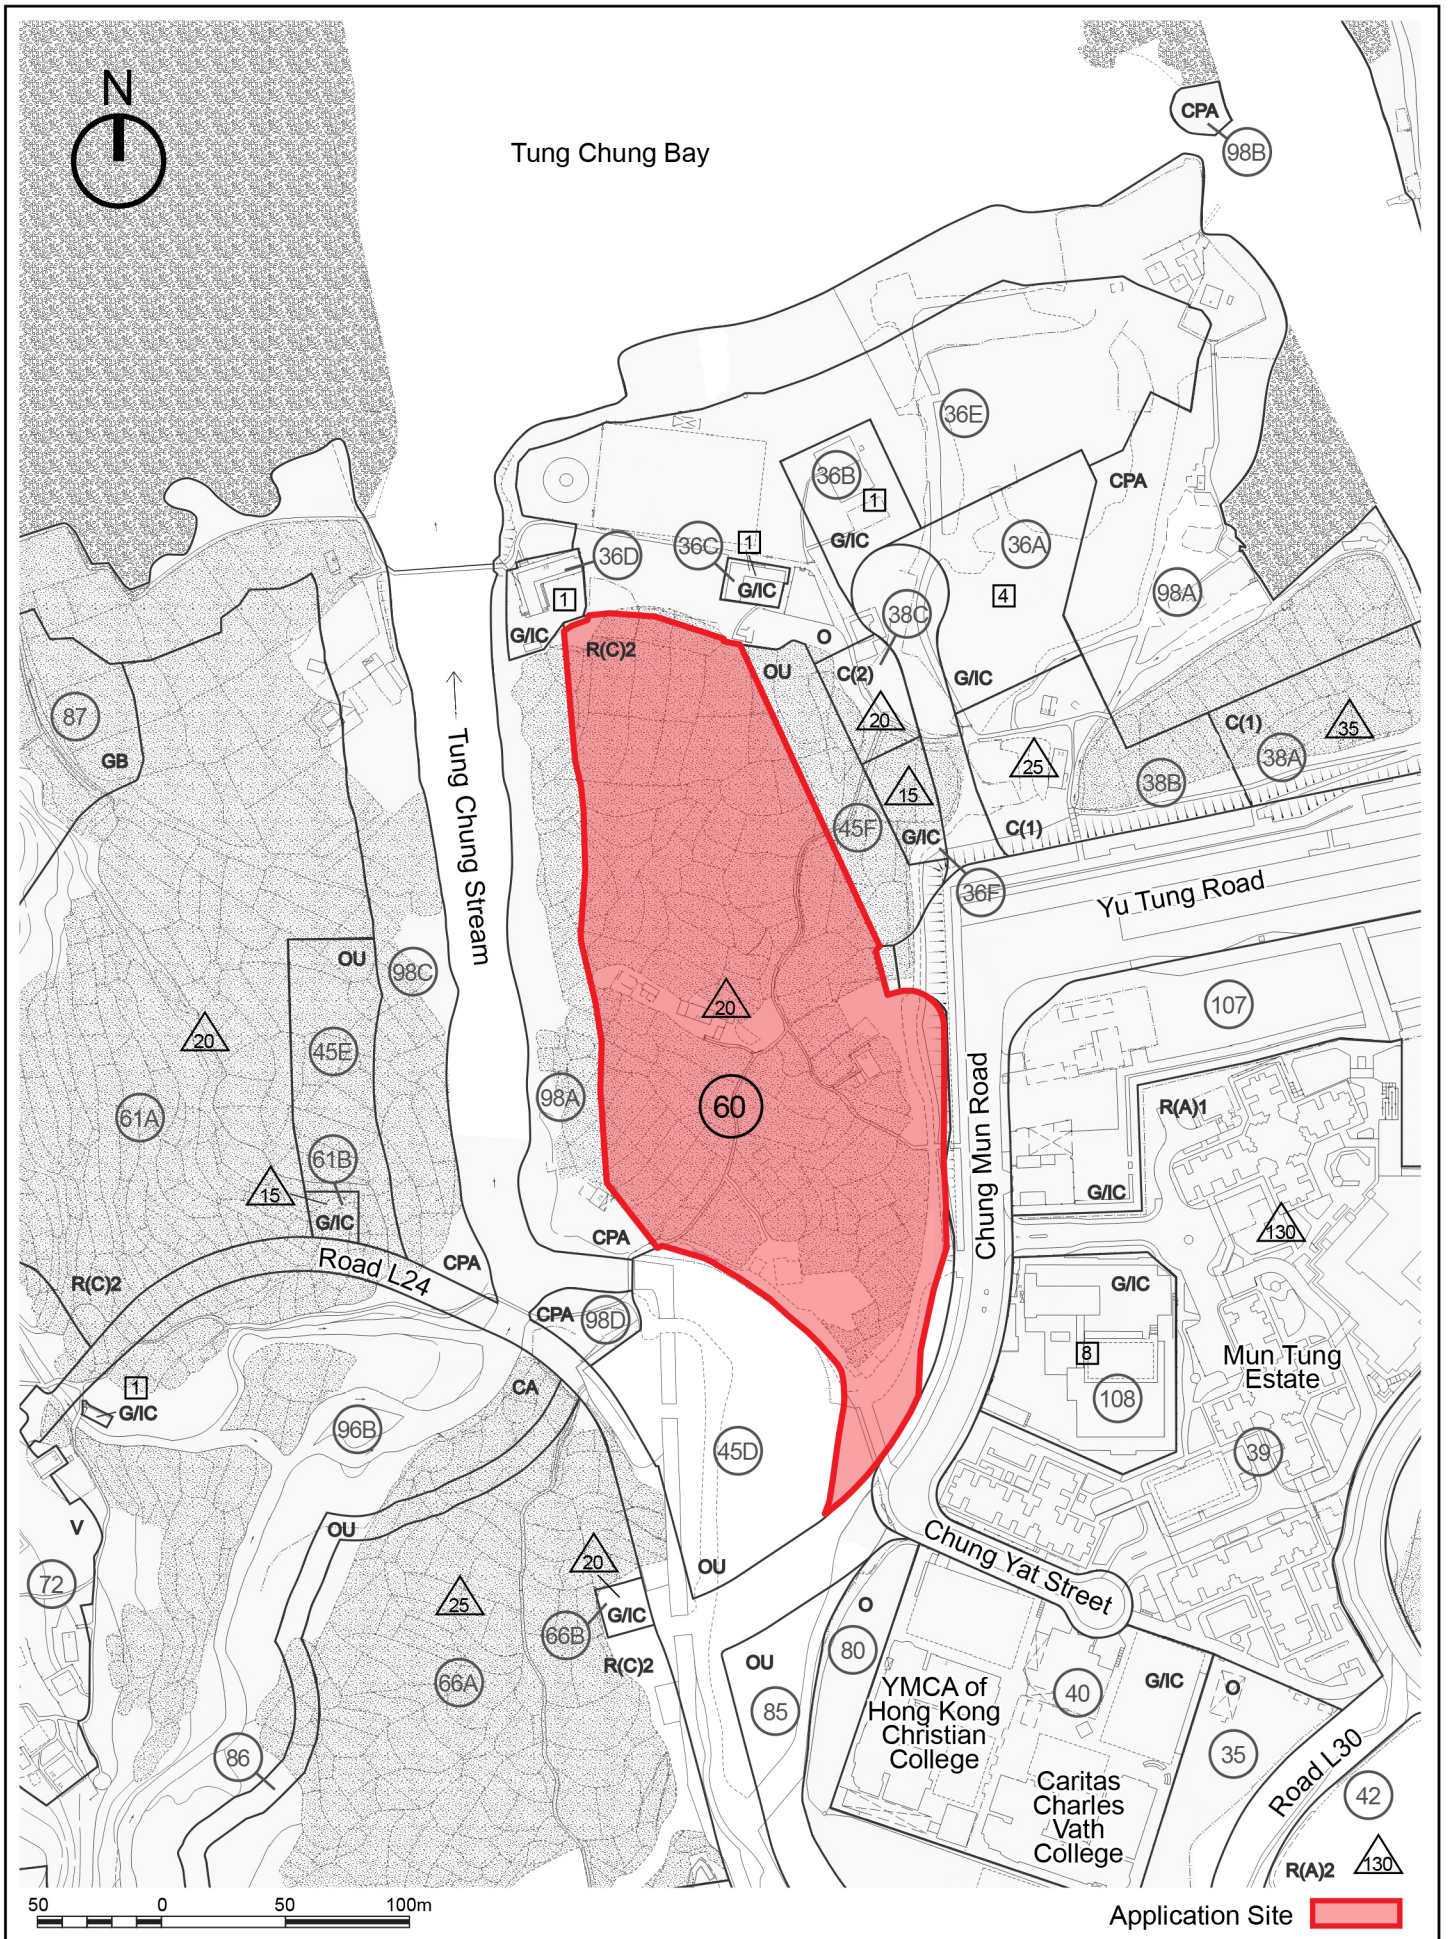 N
Tung Chung Bay
CPA
98B
36E
36B
1
CPA
G/IC
36A
36D
36C
1
G/IC
1
4
98A
38C
G/IC
R(C)2
O
OU
C(2)
G/IC
20
87
GB
C(1)
35
38A
25
38B
15
45F
G/IC
C(1)
36F
Tung Chung Stream
Yu Tung Road
OU
98C
20
107
20
45E
98A
60
Chung Mun Road
R(A)1
61A
61B
15
G/IC
G/IC
130
CPA
CPA
Road L24
R(C)2
G/IC
CPA
98D
8
Mun Tung
Estate
1
G/IC
CA
108
96B
45D
39
V
OU
72
20
OU
Chung Yat Street
25
G/IC
O
66B
80
R(C)2
OU
66A
YMCA of
Hong Kong
Christian
College
40
G/IC
O
85
86
35
Road L30
Caritas
Charles
Vath
College
42
R(A)2
130
50 0 50 100m
Application Site